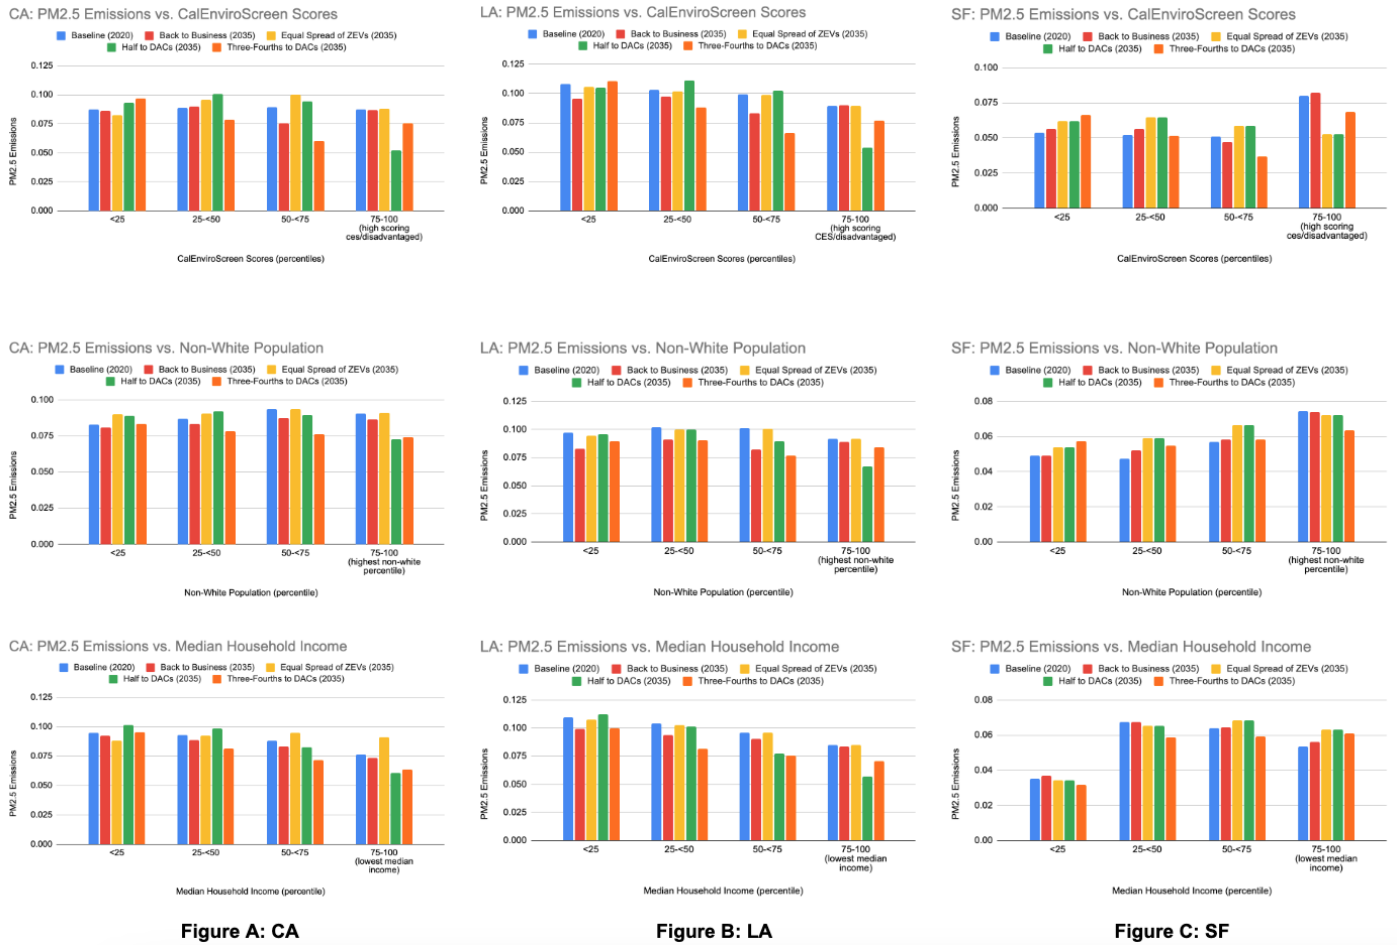 CA: PM2.5 Emissions vs. CalEnviroScreen Scores
Baseline (2020) Back to Business (2035) Equal Spread of ZEVs (2035)
Half to DACs (2035) Three-Fourths to DACs (2035)
PM2.5 Emissions
0.125
0.100
0.075
0.050
0.025
0.000
<25 25-<50 50-<75 75-100
(high scoring
ces/disadvantaged)
CalEnviroScreen Scores (percentiles)
LA: PM2.5 Emissions vs. CalEnviroScreen Scores
Baseline (2020) Back to Business (2035) Equal Spread of ZEVs (2035)
Half to DACs (2035) Three-Fourths to DACs (2035)
PM2.5 Emissions
0.125
0.100
0.075
0.050
0.025
0.000
<25 25-<50 50-<75 75-100
(high scoring
CES/disadvantaged)
CalEnviroScreen Scores (percentiles)
SF: PM2.5 Emissions vs. CalEnviroScreen Scores
Baseline (2020) Back to Business (2035) Equal Spread of ZEVs (2035)
Half to DACs (2035) Three-Fourths to DACs (2035)
PM2.5 Emissions
0.100
0.075
0.050
0.025
0.000
<25 25-<50 50-<75 75-100
(high scoring
ces/disadvantaged)
CalEnviroScreen Scores (percentiles)
CA: PM2.5 Emissions vs. Non-White Population
Baseline (2020) Back to Business (2035) Equal Spread of ZEVs (2035)
Half to DACs (2035) Three-Fourths to DACs (2035)
PM2.5 Emissions
0.100
0.075
0.050
0.025
0.000
<25 25-<50 50-<75 75-100
(highest non-white
percentile)
Non-White Population (percentile)
LA: PM2.5 Emissions vs. Non-White Population
Baseline (2020) Back to Business (2035) Equal Spread of ZEVs (2035)
Half to DACs (2035) Three-Fourths to DACs (2035)
PM2.5 Emissions
0.125
0.100
0.075
0.050
0.025
0.000
<25 25-<50 50-<75 75-100
(highest non-white
percentile)
Non-White Population (percentile)
SF: PM2.5 Emissions vs. Non-White Population
Baseline (2020) Back to Business (2035) Equal Spread of ZEVs (2035)
Half to DACs (2035) Three-Fourths to DACs (2035)
PM2.5 Emissions
0.08
0.06
0.04
0.02
0.00
<25 25-<50 50-<75 75-100
(highest non-white
percentile)
Non-White Population (percentile)
CA: PM2.5 Emissions vs. Median Household Income
Baseline (2020) Back to Business (2035) Equal Spread of ZEVs (2035)
Half to DACs (2035) Three-Fourths to DACs (2035)
PM2.5 Emissions
0.125
0.100
0.075
0.050
0.025
0.000
<25 25-<50 50-<75 75-100
(lowest median
income)
Median Household Income (percentile)
LA: PM2.5 Emissions vs. Median Household Income
Baseline (2020) Back to Business (2035) Equal Spread of ZEVs (2035)
Half to DACs (2035) Three-Fourths to DACs (2035)
PM2.5 Emissions
0.125
0.100
0.075
0.050
0.025
0.000
<25 25-<50 50-<75 75-100
(lowest median
income)
Median Household Income (percentile)
SF: PM2.5 Emissions vs. Median Household Income
Baseline (2020) Back to Business (2035) Equal Spread of ZEVs (2035)
Half to DACs (2035) Three-Fourths to DACs (2035)
PM2.5 Emissions
0.08
0.06
0.04
0.02
0.00
<25 25-<50 50-<75 75-100
(lowest median
income)
Median Household Income (percentile)
Figure A: CA
Figure B: LA
Figure C: SF